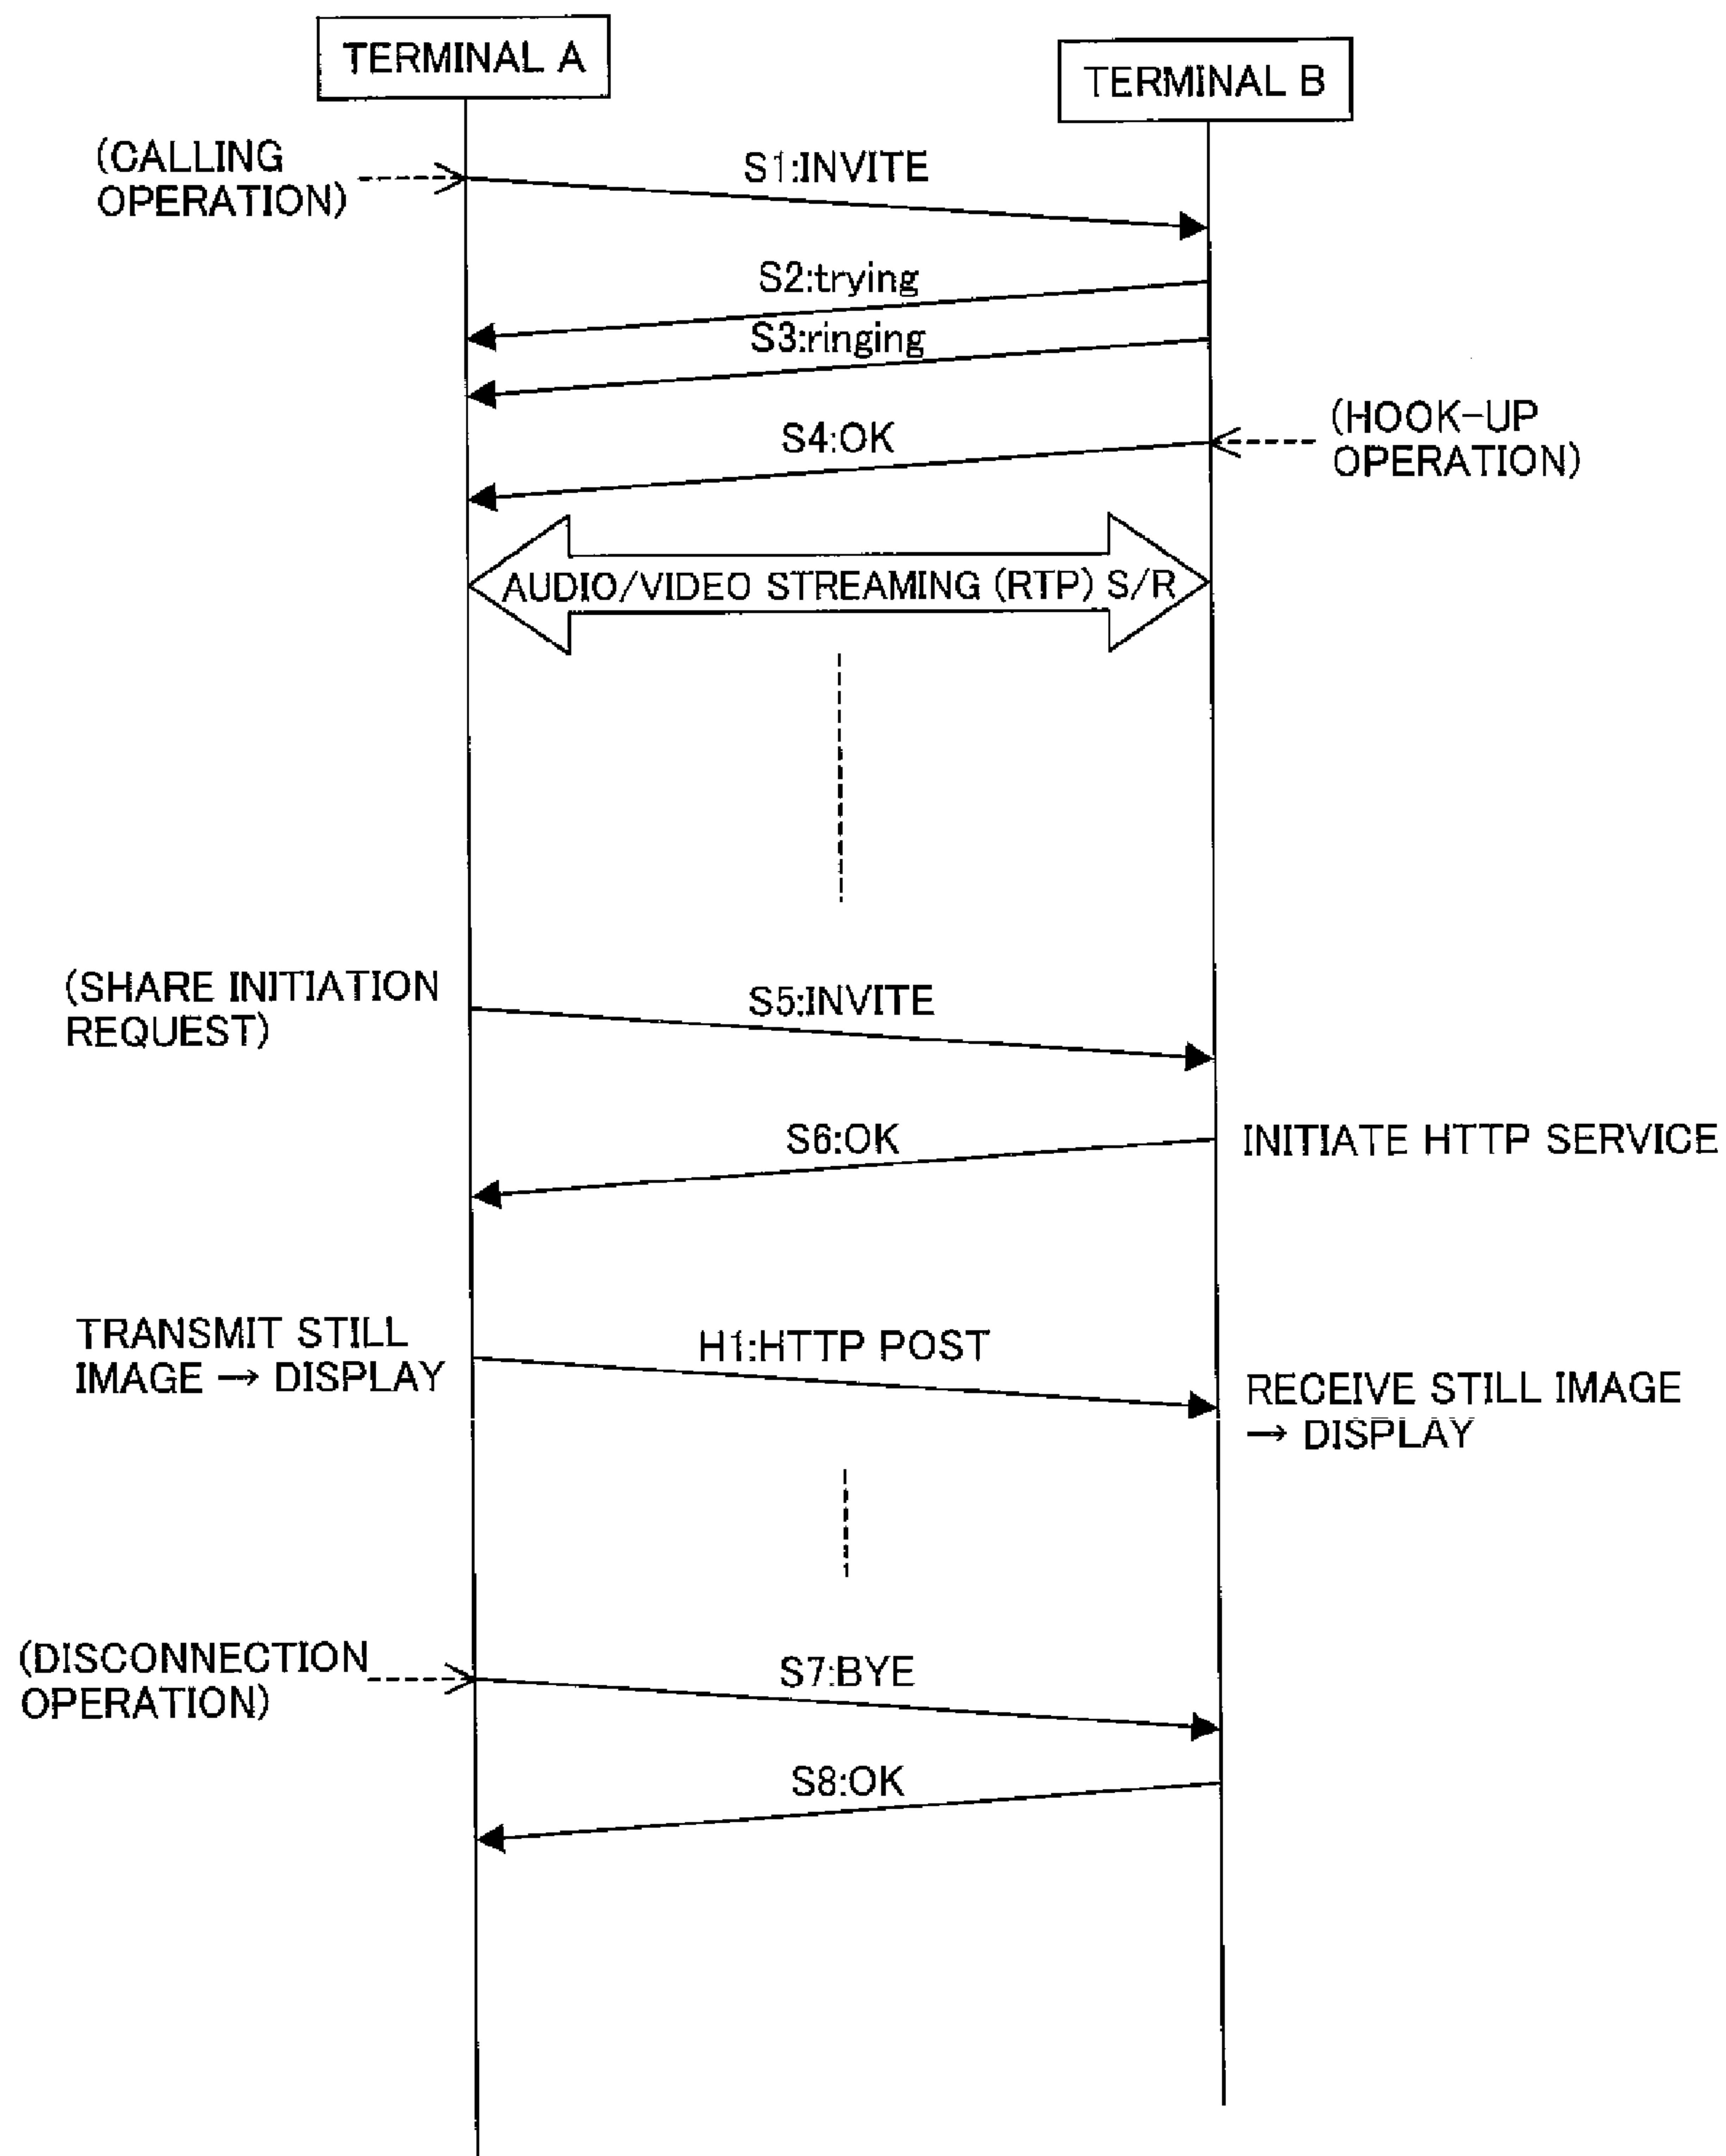 TERMINAL A
TERMINAL B
(CALLING
OPERATION)
S1:INVITE
S2:trying
S3:ringing
S4:OK
(HOOK-UP
OPERATION)
AUDIO/VIDEO STREAMING (RTP) S/R
(SHARE INITIATION
REQUEST)
S5:INVITE
S6:OK
INITIATE HTTP SERVICE
TRANSMIT STILL
IMAGE → DISPLAY
H1:HTTP POST
RECEIVE STILL IMAGE
→ DISPLAY
(DISCONNECTION
OPERATION)
S7:BYE
S8:OK